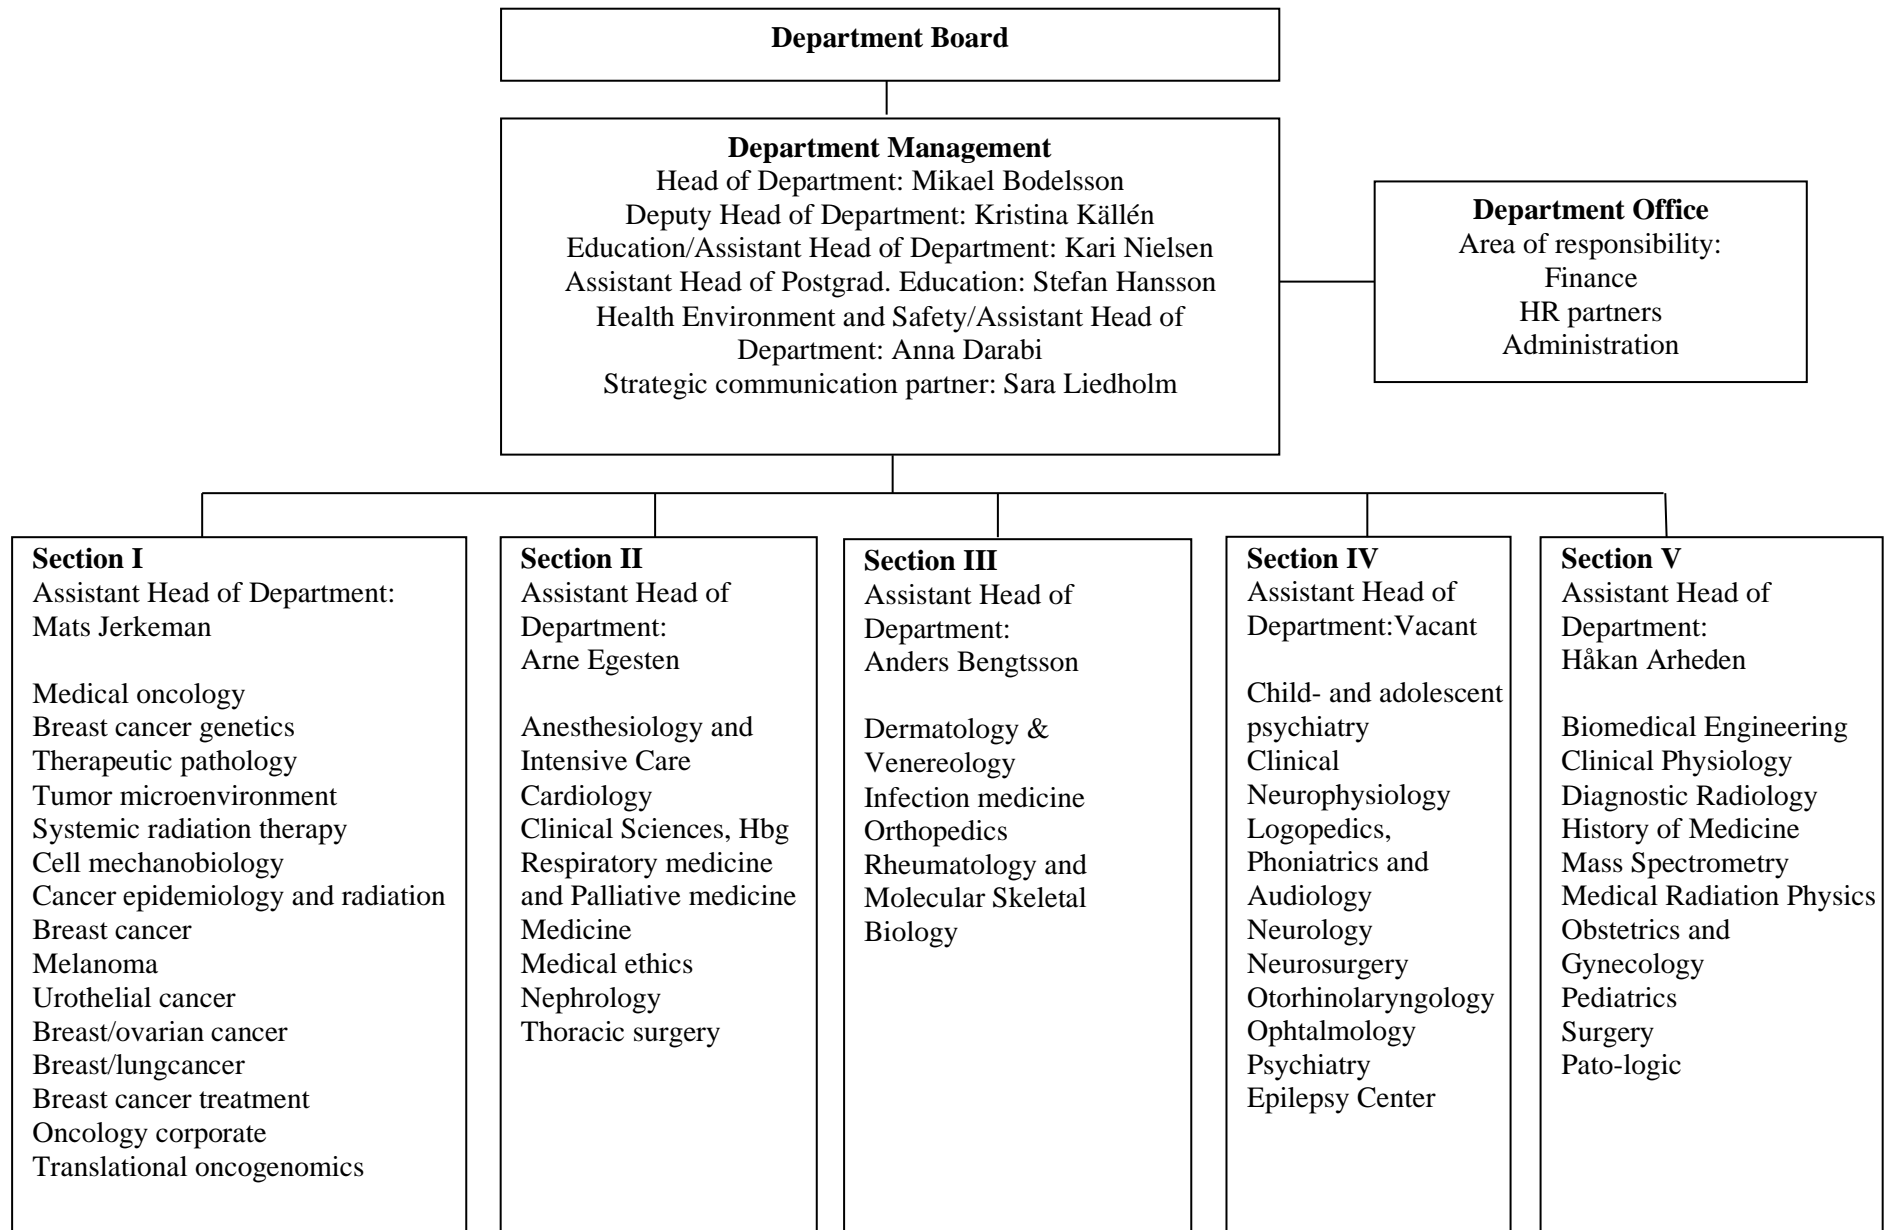 Department Board
Department Management
Head of Department: Mikael Bodelsson
Deputy Head of Department: Kristina Källén
Education/Assistant Head of Department: Kari Nielsen
Assistant Head of Postgrad. Education: Stefan Hansson
Health Environment and Safety/Assistant Head of
Department: Anna Darabi
Strategic communication partner: Sara Liedholm
Department Office
Area of responsibility:
Finance
HR partners
Administration
Section I
Assistant Head of Department:
Mats Jerkeman
Medical oncology
Breast cancer genetics
Therapeutic pathology
Tumor microenvironment
Systemic radiation therapy
Cell mechanobiology
Cancer epidemiology and radiation
Breast cancer
Melanoma
Urothelial cancer
Breast/ovarian cancer
Breast/lungcancer
Breast cancer treatment
Oncology corporate
Translational oncogenomics
Section II
Assistant Head of
Department:
Arne Egesten
Anesthesiology and
Intensive Care
Cardiology
Clinical Sciences, Hbg
Respiratory medicine
and Palliative medicine
Medicine
Medical ethics
Nephrology
Thoracic surgery
Section III
Assistant Head of
Department:
Anders Bengtsson
Dermatology &
Venereology
Infection medicine
Orthopedics
Rheumatology and
Molecular Skeletal
Biology
Section IV
Assistant Head of
Department:Vacant
Child- and adolescent
psychiatry
Clinical
Neurophysiology
Logopedics,
Phoniatrics and
Audiology
Neurology
Neurosurgery
Otorhinolaryngology
Ophtalmology
Psychiatry
Epilepsy Center
Section V
Assistant Head of
Department:
Håkan Arheden
Biomedical Engineering
Clinical Physiology
Diagnostic Radiology
History of Medicine
Mass Spectrometry
Medical Radiation Physics
Obstetrics and
Gynecology
Pediatrics
Surgery
Pato-logic